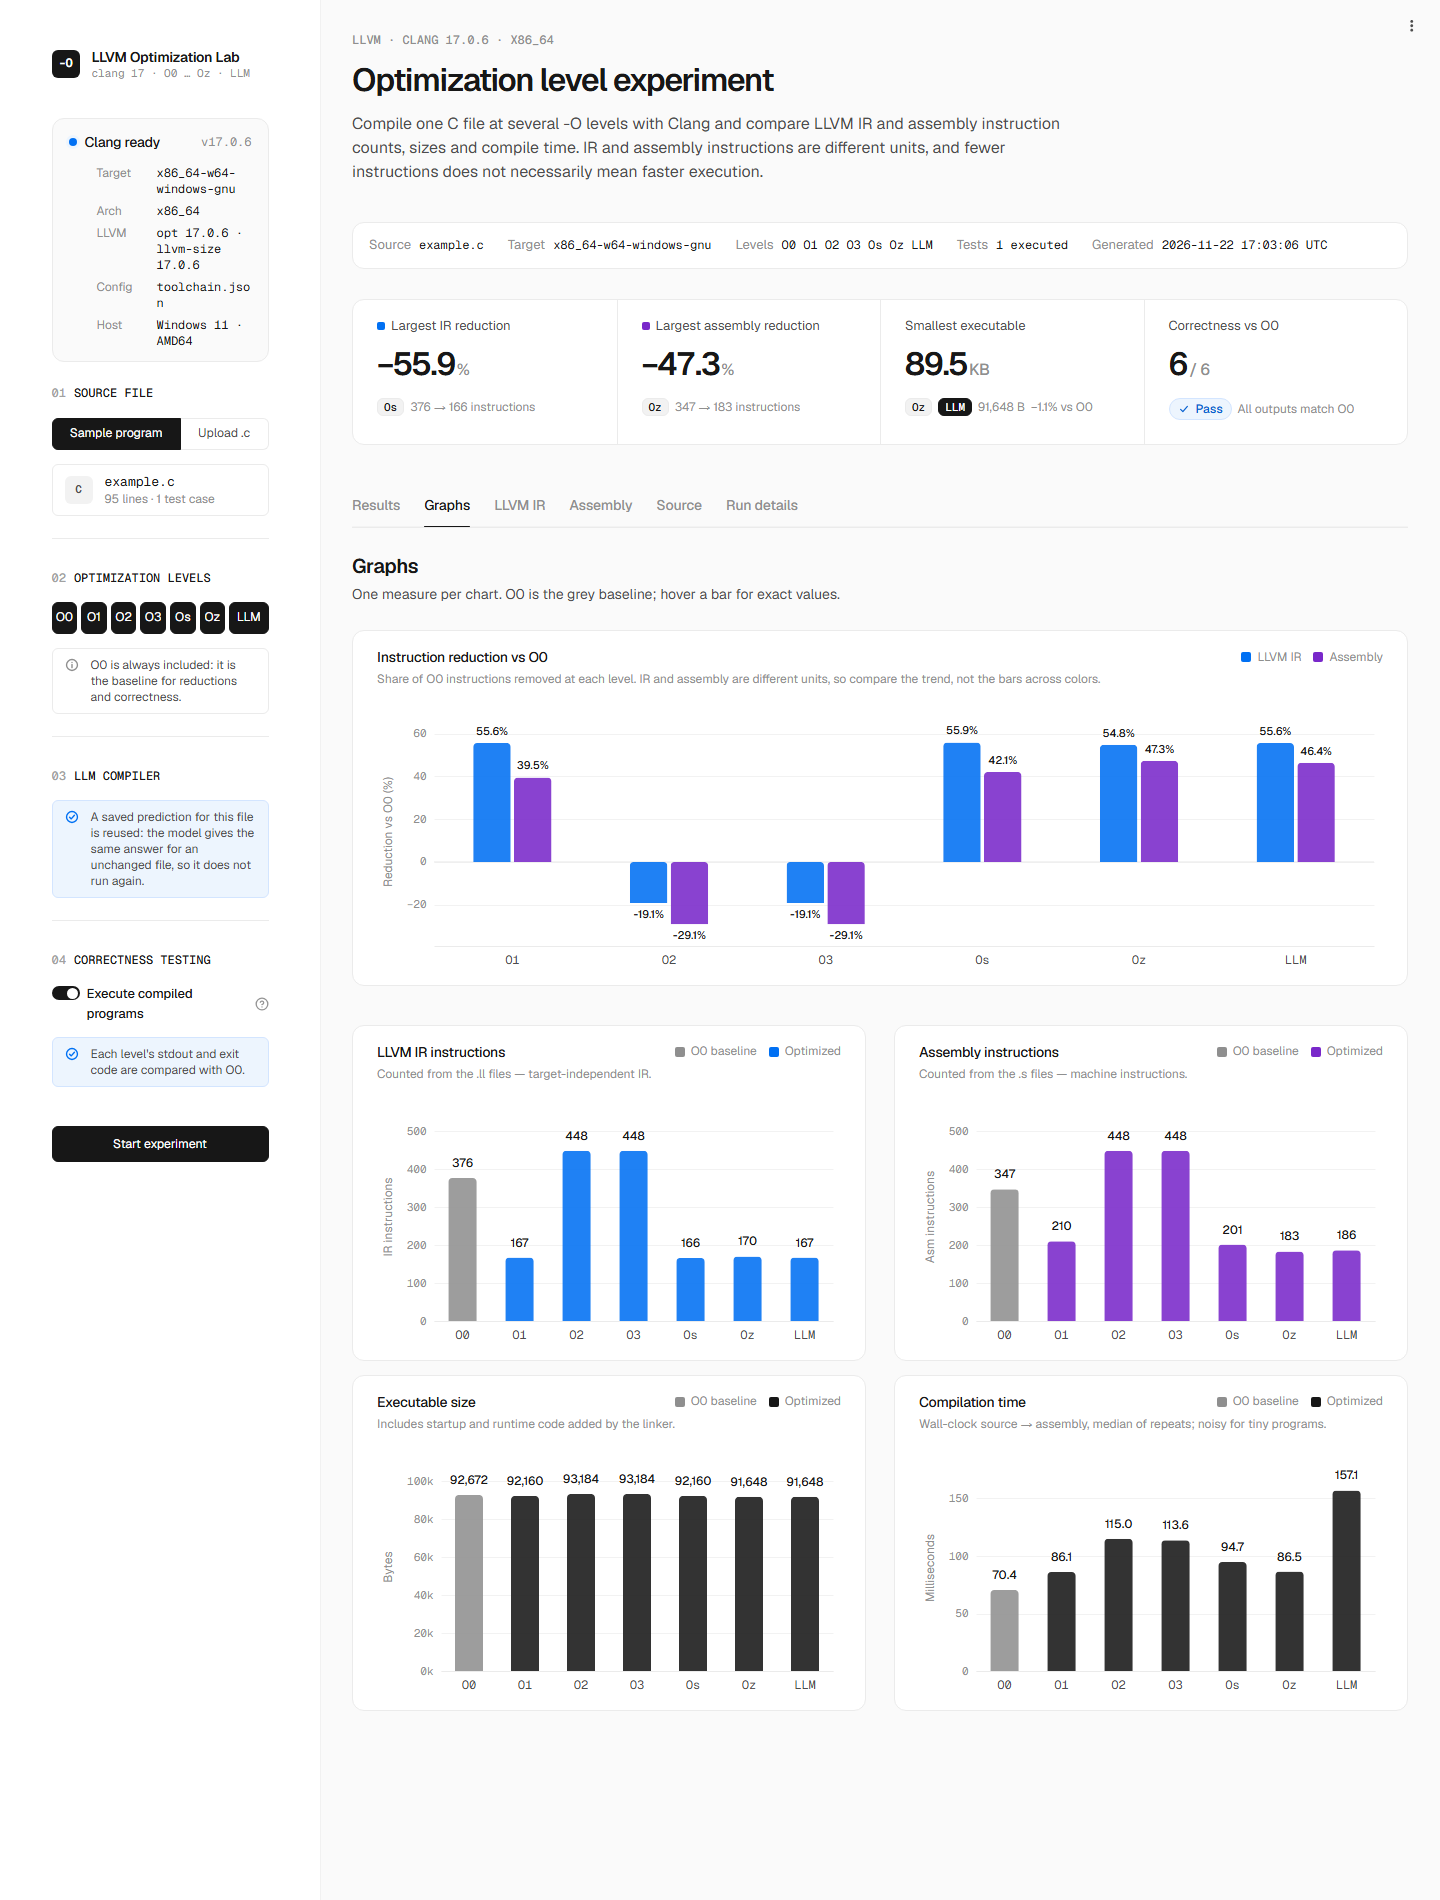 -O
LLVM Optimization Lab
clang 17 · O0 … Oz · LLM
Clang ready
v17.0.6
Target x86_64-w64-
windows-gnu
Arch x86_64
LLVM opt 17.0.6 ·
llvm-size
17.0.6
Config toolchain.jso
n
Host Windows 11 ·
AMD64
01 SOURCE FILE
Sample program
Upload .c
C
example.c
95 lines · 1 test case
02 OPTIMIZATION LEVELS
O0 O1 O2 O3 Os Oz LLM
O0 is always included: it is
the baseline for reductions
and correctness.
03 LLM COMPILER
A saved prediction for this file
is reused: the model gives the
same answer for an
unchanged file, so it does not
run again.
04 CORRECTNESS TESTING
Execute compiled
programs
Each level's stdout and exit
code are compared with O0.
Start experiment
LLVM · CLANG 17.0.6 · X86_64
Optimization level experiment
Compile one C file at several -O levels with Clang and compare LLVM IR and assembly instruction
counts, sizes and compile time. IR and assembly instructions are different units, and fewer
instructions does not necessarily mean faster execution.
Source example.c Target x86_64-w64-windows-gnu Levels O0 O1 O2 O3 Os Oz LLM Tests 1 executed Generated 2026-11-22 17:03:06 UTC
Largest IR reduction
−55.9%
Os 376 → 166 instructions
Largest assembly reduction
−47.3%
Oz 347 → 183 instructions
Smallest executable
89.5 KB
Oz LLM 91,648 B −1.1% vs O0
Correctness vs O0
6 / 6
Pass All outputs match O0
Results Graphs LLVM IR Assembly Source Run details
Graphs
One measure per chart. O0 is the grey baseline; hover a bar for exact values.
Instruction reduction vs O0
LLVM IR Assembly
Share of O0 instructions removed at each level. IR and assembly are different units, so compare the trend, not the bars across colors.
Reduction vs O0 (%)
60
40
20
0
−20
55.6% 39.5% -19.1% -29.1% -19.1% -29.1% 55.9% 42.1% 54.8% 47.3% 55.6% 46.4%
O1 O2 O3 Os Oz LLM
LLVM IR instructions
O0 baseline Optimized
Counted from the .ll files — target-independent IR.
IR instructions
500
400
300
200
100
0
376 167 448 448 166 170 167
O0 O1 O2 O3 Os Oz LLM
Assembly instructions
O0 baseline Optimized
Counted from the .s files — machine instructions.
Asm instructions
500
400
300
200
100
0
347 210 448 448 201 183 186
O0 O1 O2 O3 Os Oz LLM
Executable size
O0 baseline Optimized
Includes startup and runtime code added by the linker.
Bytes
100k
80k
60k
40k
20k
0k
92,672 92,160 93,184 93,184 92,160 91,648 91,648
O0 O1 O2 O3 Os Oz LLM
Compilation time
O0 baseline Optimized
Wall-clock source → assembly, median of repeats; noisy for tiny programs.
Milliseconds
150
100
50
0
70.4 86.1 115.0 113.6 94.7 86.5 157.1
O0 O1 O2 O3 Os Oz LLM